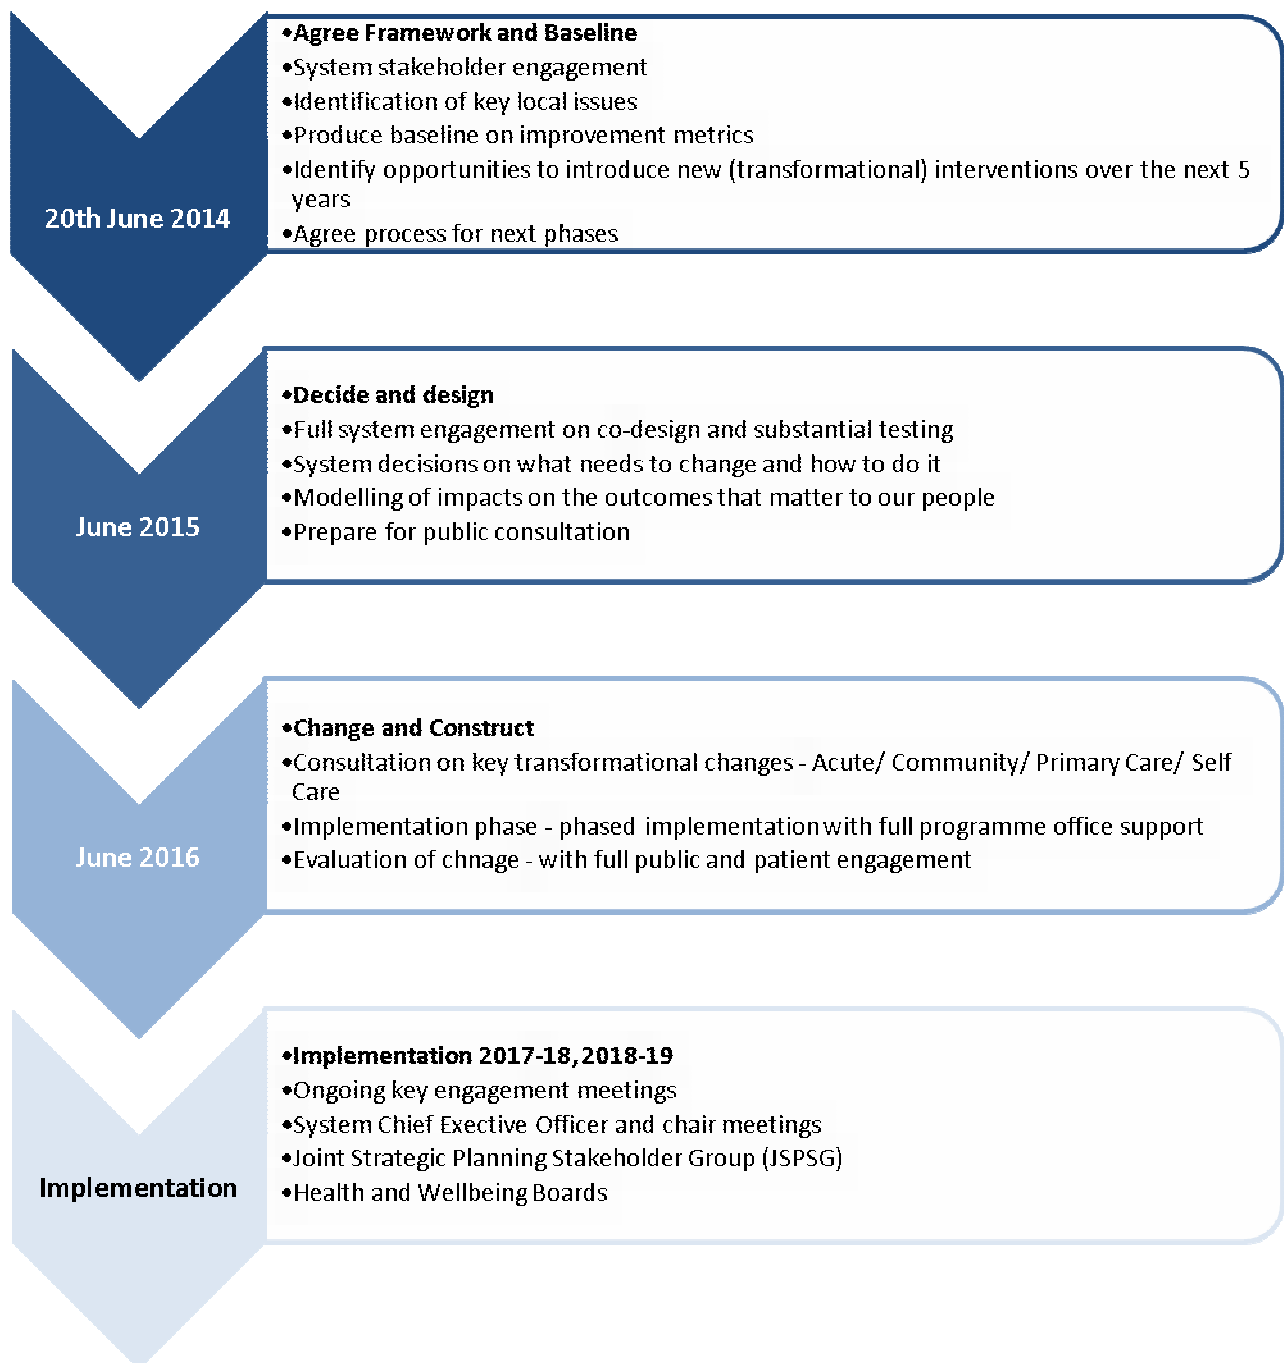 20th June 2014
•Agree Framework and Baseline
•System stakeholder engagement
•Identification of key local issues
•Produce baseline on improvement metrics
•Identify opportunities to introduce new (transformational) interventions over the next 5
years
•Agree process for next phases
June 2015
•Decide and design
•Full system engagement on co-design and substantial testing
•System decisions on what needs to change and how to do it
•Modelling of impacts on the outcomes that matter to our people
•Prepare for public consultation
June 2016
•Change and Construct
•Consultation on key transformational changes - Acute/ Community/ Primary Care/ Self
Care
•Implementation phase - phased implementation with full programme office support
•Evaluation of chnage - with full public and patient engagement
Implementation
•Implementation 2017-18, 2018-19
•Ongoing key engagement meetings
•System Chief Exective Officer and chair meetings
•Joint Strategic Planning Stakeholder Group (JSPSG)
•Health and Wellbeing Boards